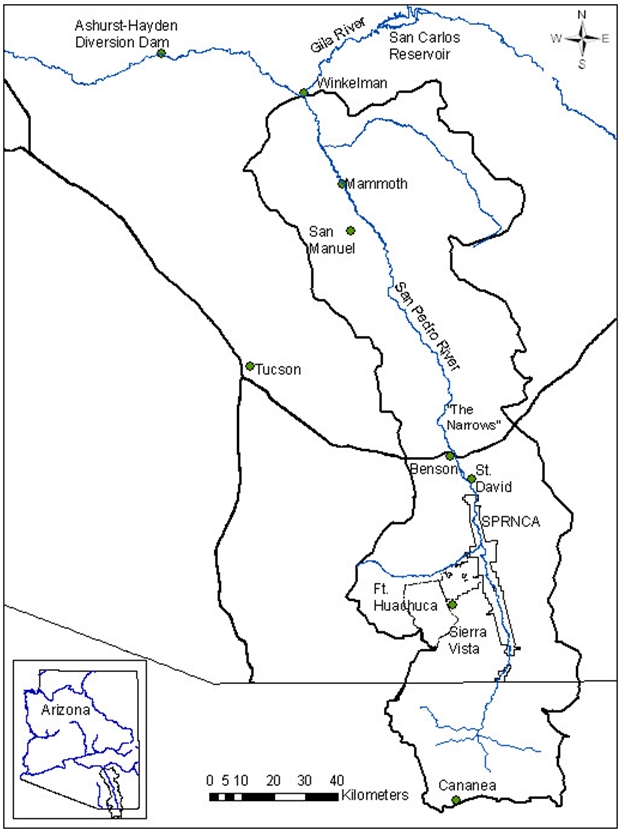 Ashurst-Hayden
Diversion Dam
Gila River
San Carlos
Reservoir
N
W E
S
Winkelman
Mammoth
San
Manuel
San Pedro River
Tucson
"The
Narrows"
Benson
St.
David
SPRNCA
Ft.
Huachuca
Sierra
Vista
Arizona
0 5 10 20 30 40
Kilometers
Cananea